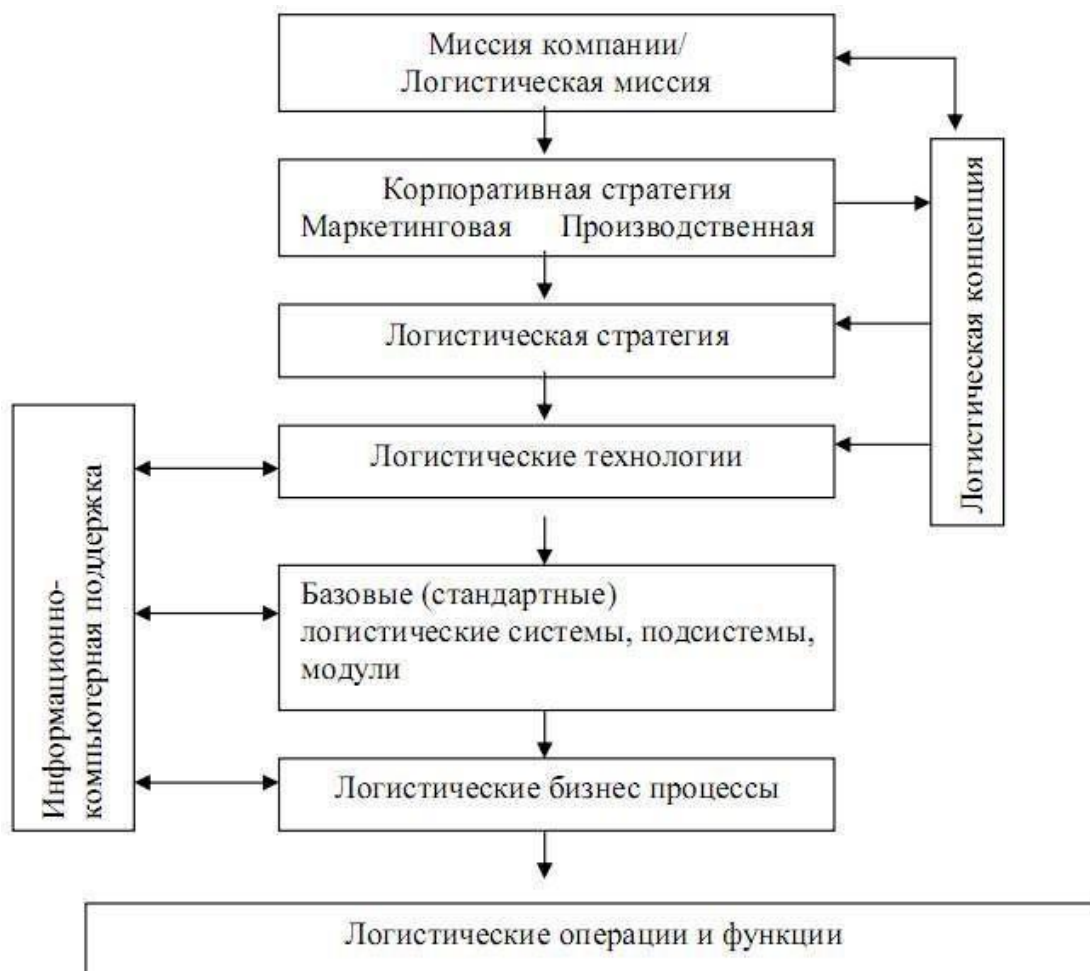 Миссия компании/
Логистическая миссия
Корпоративная стратегия
Маркетинговая Производственная
Логистическая концепция
Логистическая стратегия
Логистические технологии
Информационно-
компьютерная поддержка
Базовые (стандартные)
логистические системы, подсистемы,
модули
Логистические бизнес процессы
Логистические операции и функции